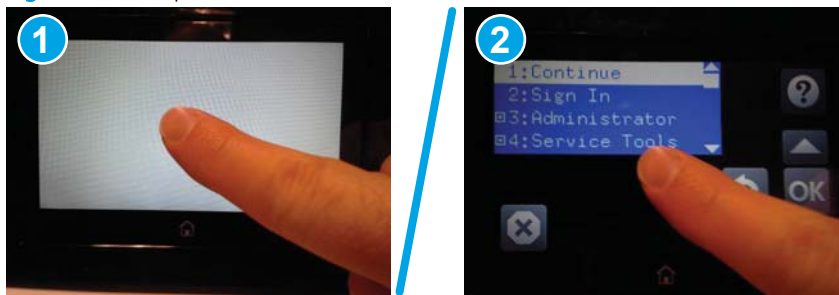 1
2
1:Continue
2:Sign In
3:Administrator
4:Service Tools
?
OK